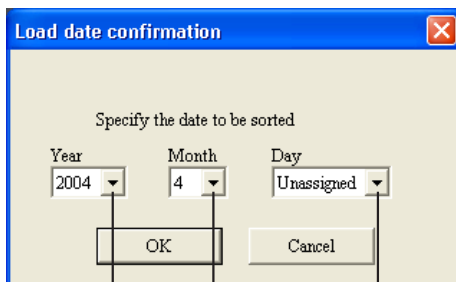 Load date confirmation
Specify the date to be sorted
Year Month Day
2004 4 Unassigned
OK Cancel